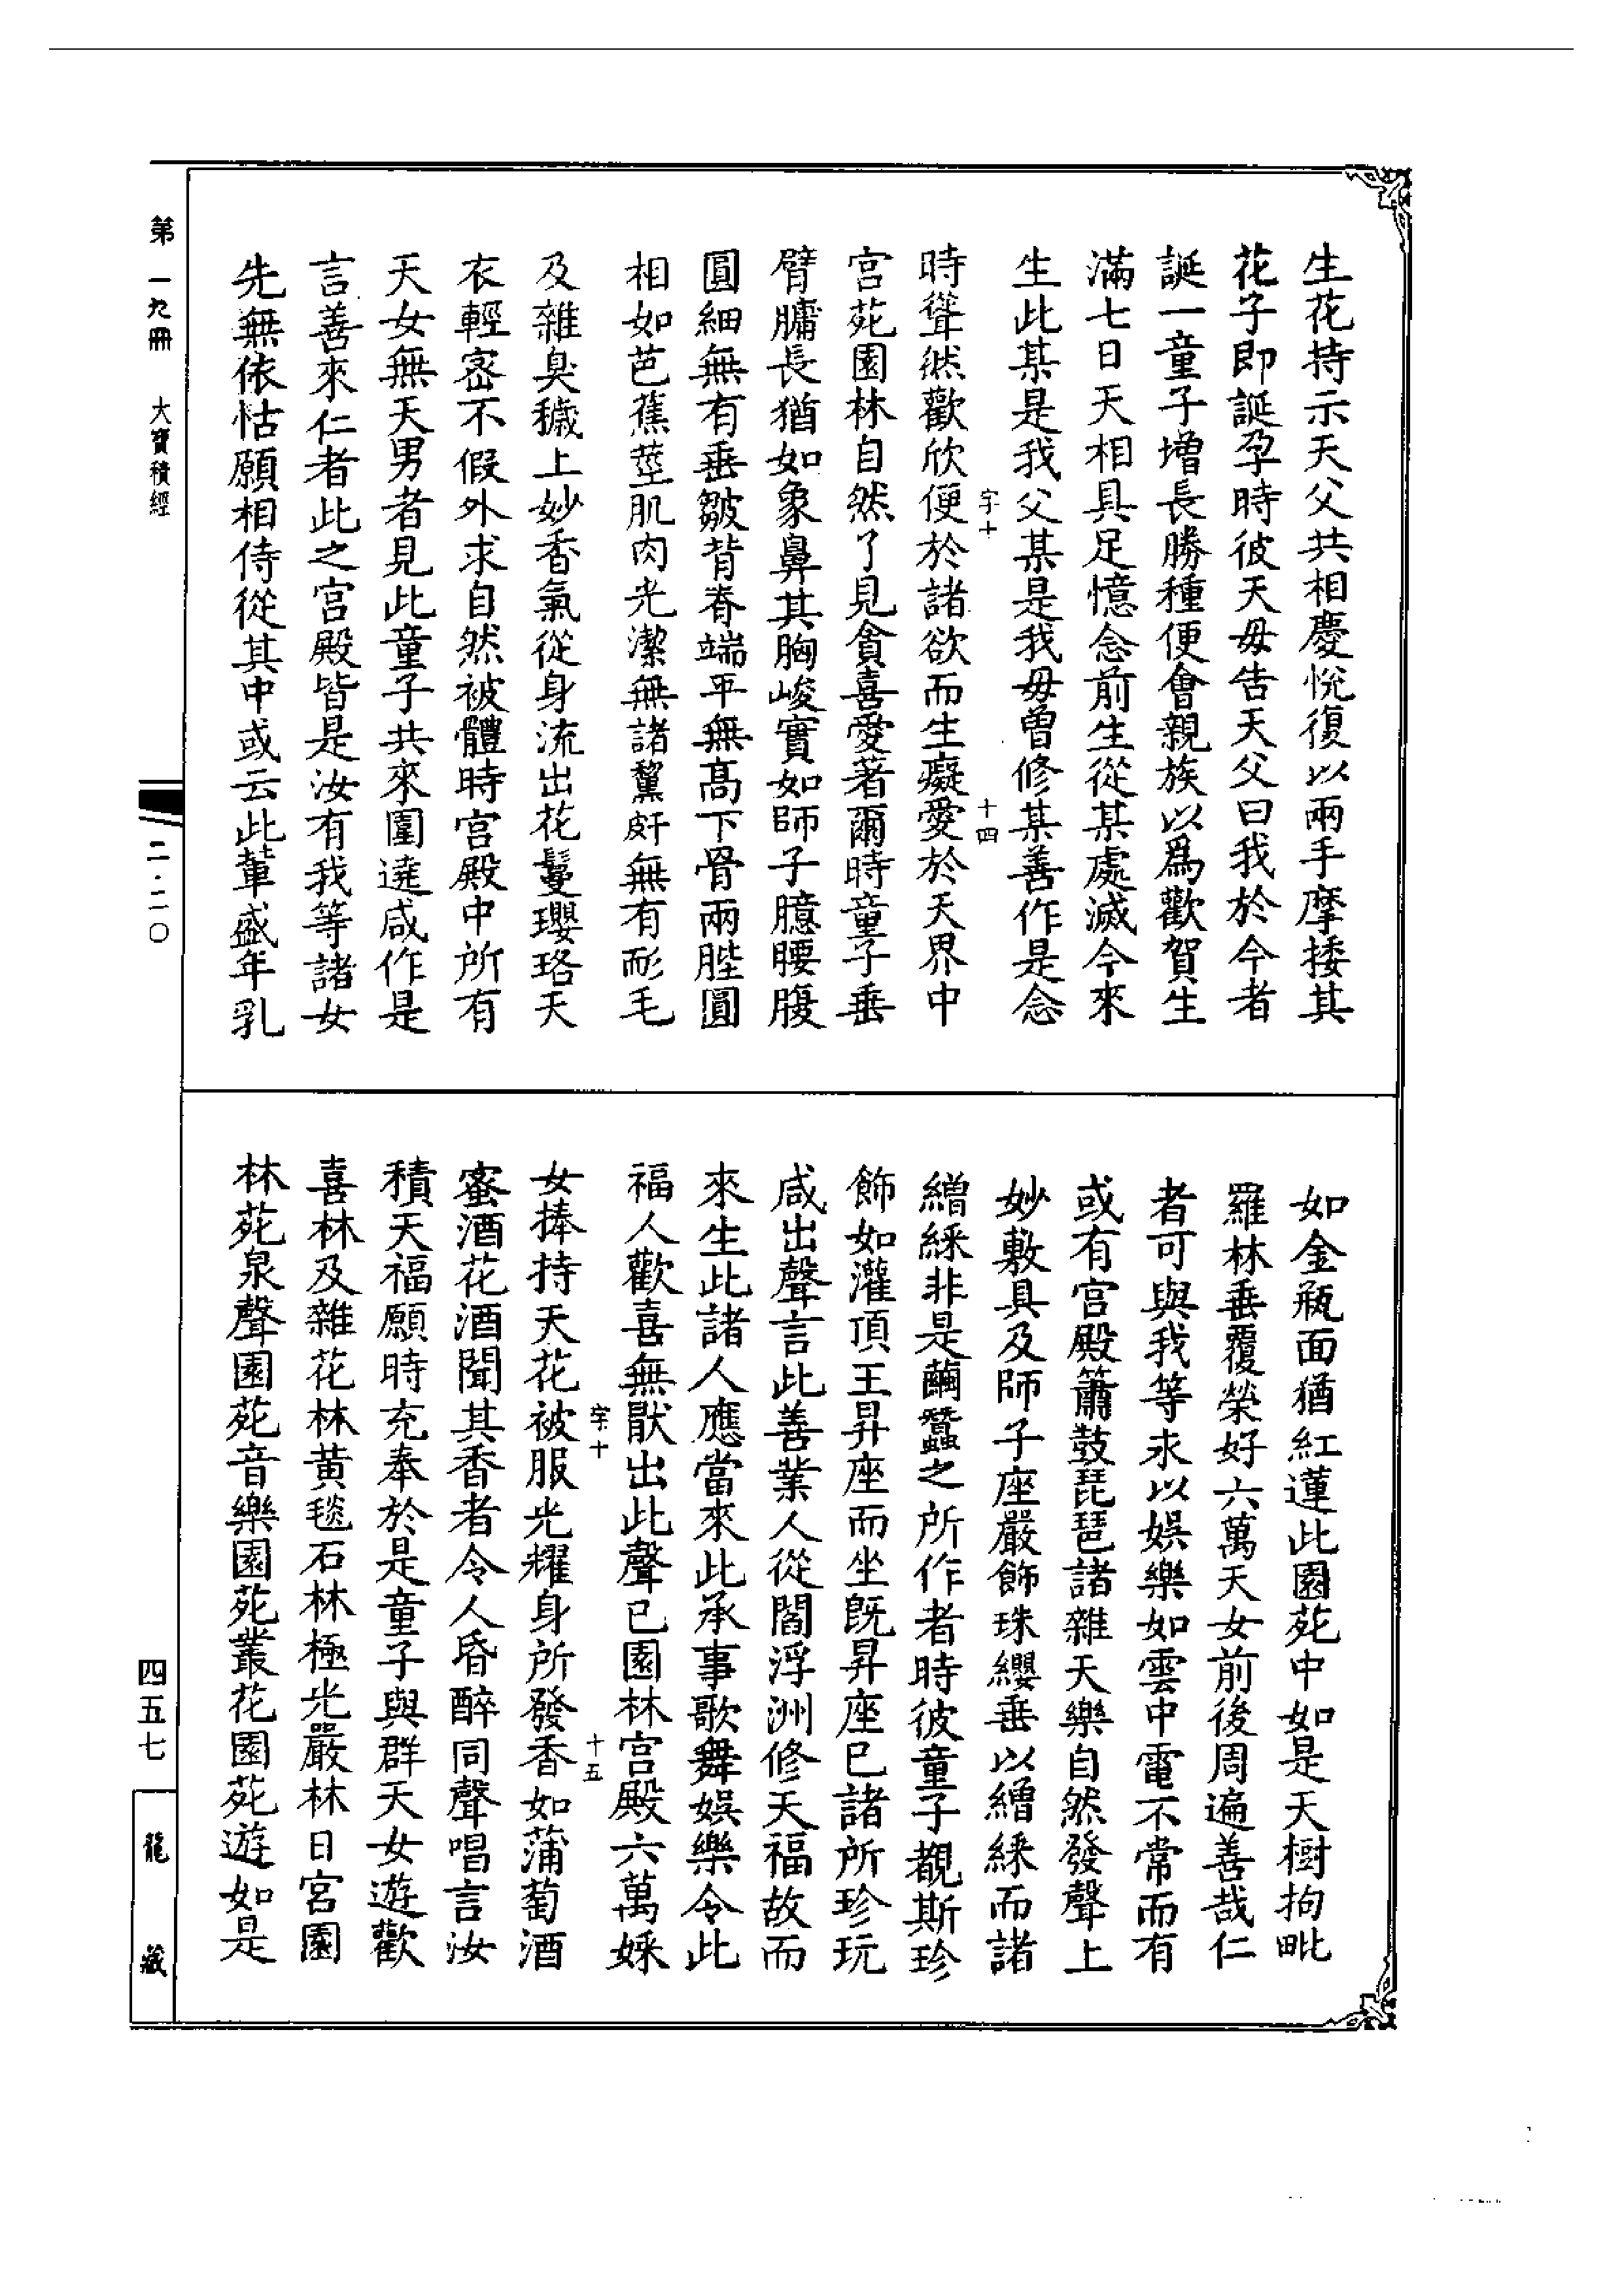 生花持示天父共相慶悅復以兩手摩捼其
花子即誕孕時彼天母告天父曰我於今者
誕一童子增長勝種便會親族以爲歡賀生
滿七日天相具足憶念前生從某處滅今來
生此某是我父某是我母曾修某善作是念
字十
十四
時聳然歡欣便於諸欲而生癡愛於天界中
宮苑園林自然了見貪喜愛著爾時童子垂
臂𦟛長猶如象鼻其胸峻實如師子臆腰腹
圓細無有垂皺背脊端平無高下骨兩䏶圓
相如芭蕉莖肌肉光潔無諸黧皯無有形毛
及雜臭穢上妙香氣從身流出花鬘瓔珞天
衣輕密不假外求自然被體時宮殿中所有
天女無天男者見此童子共來圍遶咸作是
言善來仁者此之宮殿皆是汝有我等諸女
先無依怙願相侍從其中或云此輩盛年乳
如金瓶面猶紅蓮此園苑中如是天樹拘毗
羅林垂覆榮好六萬天女前後周遍善哉仁
者可與我等求以娛樂如雲中電不常而有
或有宮殿簫鼓琵琶諸雜天樂自然發聲上
妙敷具及師子座嚴飾珠纓垂以繒綵而諸
繒綵非是繭蠶之所作者時彼童子覩斯珍
飾如灌頂王昇座而坐既昇座已諸所珍玩
咸出聲言此善業人從閻浮洲修天福故而
來生此諸人應當來此承事歌舞娛樂令此
福人歡喜無厭出此聲已園林宮殿六萬婇
字十
十五
女捧持天花被服光耀身所發香如蒲萄酒
蜜酒花酒聞其香者令人昏醉同聲唱言汝
積天福願時充奉於是童子與群天女遊歡
喜林及雜花林黃毯石林極光嚴林日宮園
林苑泉聲園苑音樂園苑叢花園苑遊如是
第一九冊 大寶積經
二·二〇
四五七
龍藏